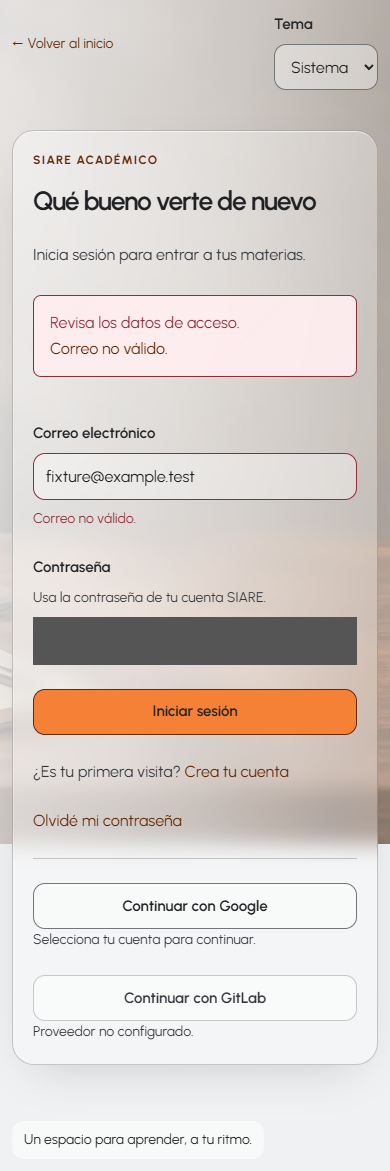 Tema
← Volver al inicio
Sistema
SIARE ACADÉMICO
Qué bueno verte de nuevo
Inicia sesión para entrar a tus materias.
Revisa los datos de acceso.
Correo no válido.
Correo electrónico
fixture@example.test
Correo no válido.
Contraseña
Usa la contraseña de tu cuenta SIARE.
Iniciar sesión
¿Es tu primera visita? Crea tu cuenta
Olvidé mi contraseña
Continuar con Google
Selecciona tu cuenta para continuar.
Continuar con GitLab
Proveedor no configurado.
Un espacio para aprender, a tu ritmo.